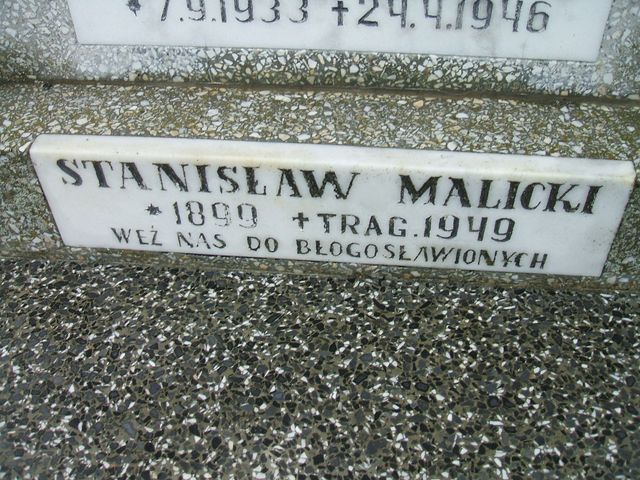 *7.9.1933 +24.4.1946
STANISŁAW MALICKI
*1899 +TRAG.1949
WEŹ NAS DO BŁOGOSŁAWIONYCH